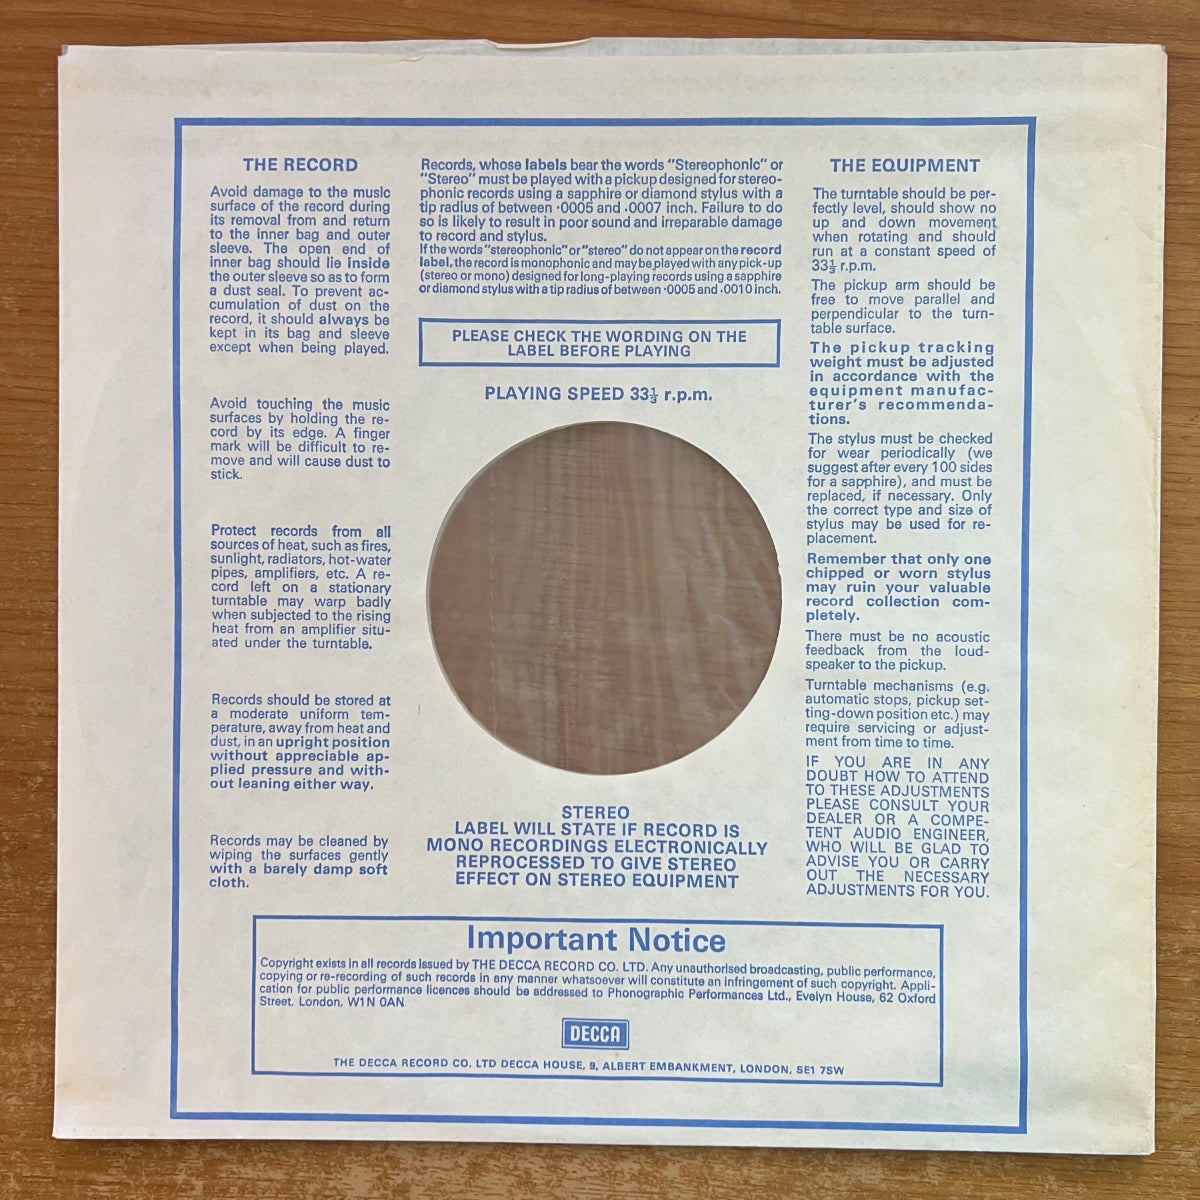 THE RECORD
Avoid damage to the music
surface of the record during
its removal from and return
to the inner bag and outer
sleeve. The open end of
inner bag should lie inside
the outer sleeve so as to form
a dust seal. To prevent ac-
cumulation of dust on the
record, it should always be
kept in its bag and sleeve
except when being played.
Avoid touching the music
surfaces by holding the re-
cord by its edge. A finger
mark will be difficult to re-
move and will cause dust to
stick.
Protect records from all
sources of heat, such as fires,
sunlight, radiators, hot-water
pipes, amplifiers, etc. A re-
cord left on a stationary
turntable may warp badly
when subjected to the rising
heat from an amplifier situ-
ated under the turntable.
Records should be stored at
a moderate uniform tem-
perature, away from heat and
dust, in an upright position
without appreciable ap-
plied pressure and with-
out leaning either way.
Records may be cleaned by
wiping the surfaces gently
with a barely damp soft
cloth.
Records, whose labels bear the words "Stereophonic" or
"Stereo" must be played with a pickup designed for stereo-
phonic records using a sapphire or diamond stylus with a
tip radius of between ·0005 and ·0007 inch. Failure to do
so is likely to result in poor sound and irreparable damage
to record and stylus.
If the words "stereophonic" or "stereo" do not appear on the record
label, the record is monophonic and may be played with any pick-up
(stereo or mono) designed for long-playing records using a sapphire
or diamond stylus with a tip radius of between ·0005 and ·0010 inch.
PLEASE CHECK THE WORDING ON THE
LABEL BEFORE PLAYING
PLAYING SPEED 33⅓ r.p.m.
STEREO
LABEL WILL STATE IF RECORD IS
MONO RECORDINGS ELECTRONICALLY
REPROCESSED TO GIVE STEREO
EFFECT ON STEREO EQUIPMENT
THE EQUIPMENT
The turntable should be per-
fectly level, should show no
up and down movement
when rotating and should
run at a constant speed of
33⅓ r.p.m.
The pickup arm should be
free to move parallel and
perpendicular to the turn-
table surface.
The pickup tracking
weight must be adjusted
in accordance with the
equipment manufac-
turer's recommenda-
tions.
The stylus must be checked
for wear periodically (we
suggest after every 100 sides
for a sapphire), and must be
replaced, if necessary. Only
the correct type and size of
stylus may be used for re-
placement.
Remember that only one
chipped or worn stylus
may ruin your valuable
record collection com-
pletely.
There must be no acoustic
feedback from the loud-
speaker to the pickup.
Turntable mechanisms (e.g.
automatic stops, pickup set-
ting-down position etc.) may
require servicing or adjust-
ment from time to time.
IF YOU ARE IN ANY
DOUBT HOW TO ATTEND
TO THESE ADJUSTMENTS
PLEASE CONSULT YOUR
DEALER OR A COMPE-
TENT AUDIO ENGINEER,
WHO WILL BE GLAD TO
ADVISE YOU OR CARRY
OUT THE NECESSARY
ADJUSTMENTS FOR YOU.
Important Notice
Copyright exists in all records issued by THE DECCA RECORD CO. LTD. Any unauthorised broadcasting, public performance,
copying or re-recording of such records in any manner whatsoever will constitute an infringement of such copyright. Appli-
cation for public performance licences should be addressed to Phonographic Performances Ltd., Evelyn House, 62 Oxford
Street, London, W1N 0AN
DECCA
THE DECCA RECORD CO. LTD DECCA HOUSE, 9, ALBERT EMBANKMENT, LONDON, SE1 7SW